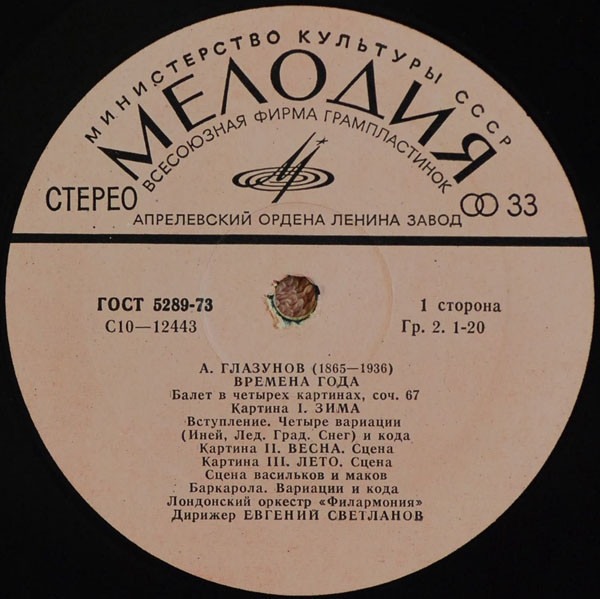 МИНИСТЕРСТВО КУЛЬТУРЫ СССР
МЕЛОДИЯ
ВСЕСОЮЗНАЯ ФИРМА ГРАМПЛАСТИНОК
СТЕРЕО
33
АПРЕЛЕВСКИЙ ОРДЕНА ЛЕНИНА ЗАВОД
ГОСТ 5289-73
1 сторона
С10—12443
Гр. 2. 1-20
А. ГЛАЗУНОВ (1865—1936)
ВРЕМЕНА ГОДА
Балет в четырех картинах, соч. 67
Картина I. ЗИМА
Вступление. Четыре вариации
(Иней, Лед. Град. Снег) и кода
Картина II. ВЕСНА. Сцена
Картина III. ЛЕТО. Сцена
Сцена васильков и маков
Баркарола. Вариации и кода
Лондонский оркестр «Филармония»
Дирижер ЕВГЕНИЙ СВЕТЛАНОВ